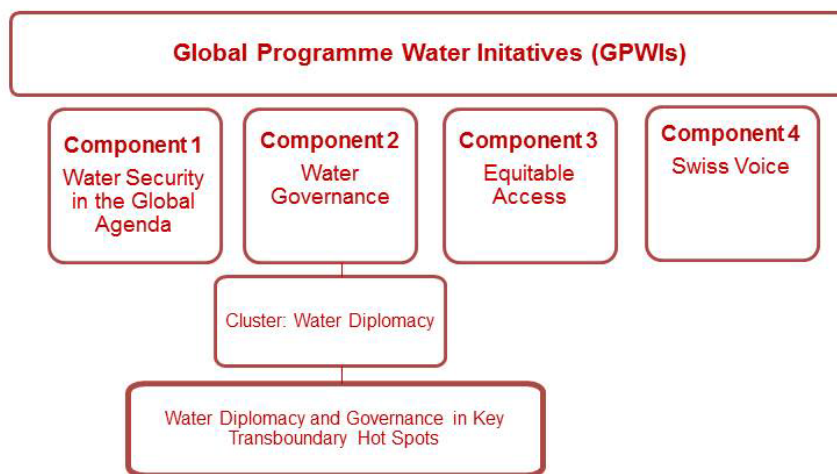 Global Programme Water Initatives (GPWIs)
Component 1
Water Security
in the Global
Agenda
Component 2
Water
Governance
Component 3
Equitable
Access
Component 4
Swiss Voice
Cluster: Water Diplomacy
Water Diplomacy and Governance in Key
Transboundary Hot Spots